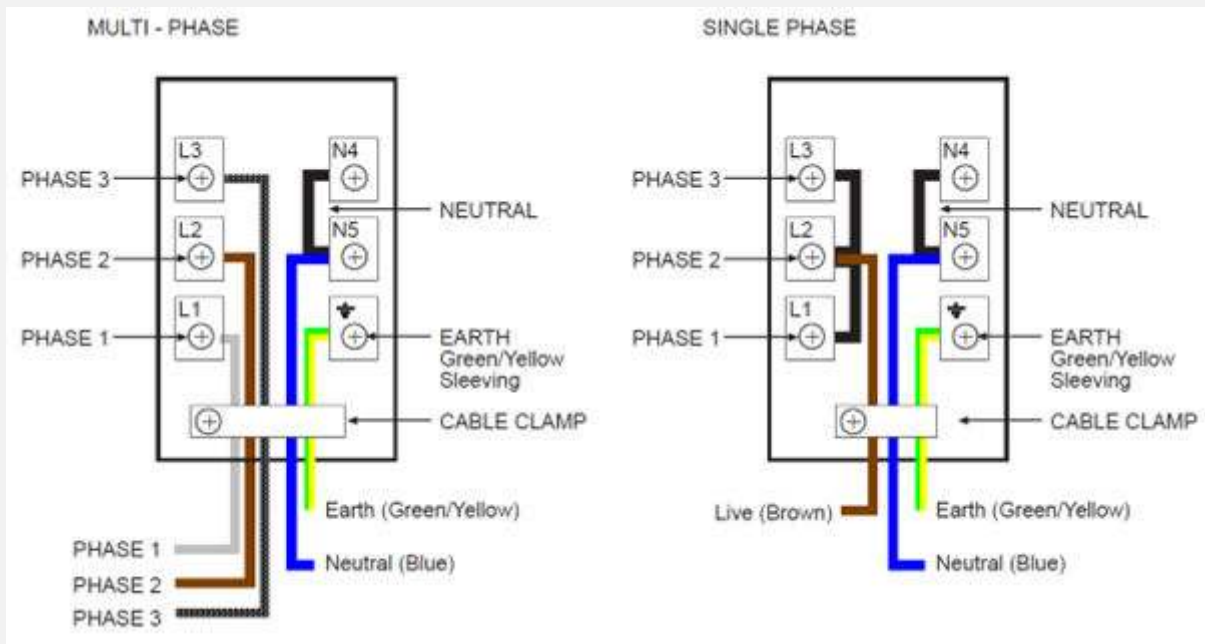 MULTI - PHASE
L3
N4
PHASE 3
NEUTRAL
L2
N5
PHASE 2
L1
PHASE 1
EARTH
Green/Yellow
Sleeving
CABLE CLAMP
Earth (Green/Yellow)
Neutral (Blue)
PHASE 1
PHASE 2
PHASE 3
SINGLE PHASE
L3
N4
PHASE 3
NEUTRAL
L2
N5
PHASE 2
L1
PHASE 1
EARTH
Green/Yellow
Sleeving
CABLE CLAMP
Live (Brown)
Earth (Green/Yellow)
Neutral (Blue)